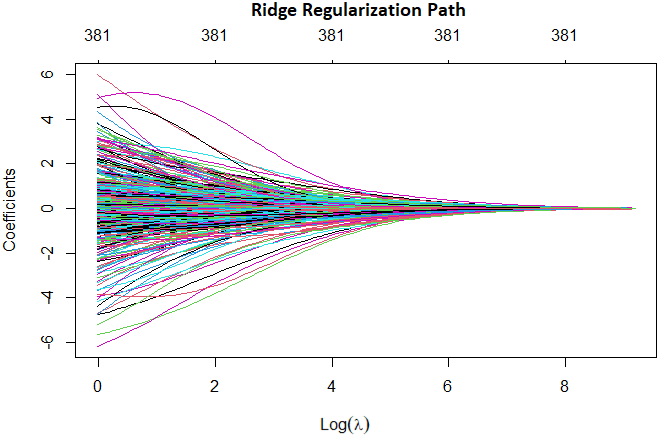 Ridge Regularization Path
381 381 381 381 381
6
4
2
0
-2
-4
-6
Coefficients
0 2 4 6 8
Log(λ)